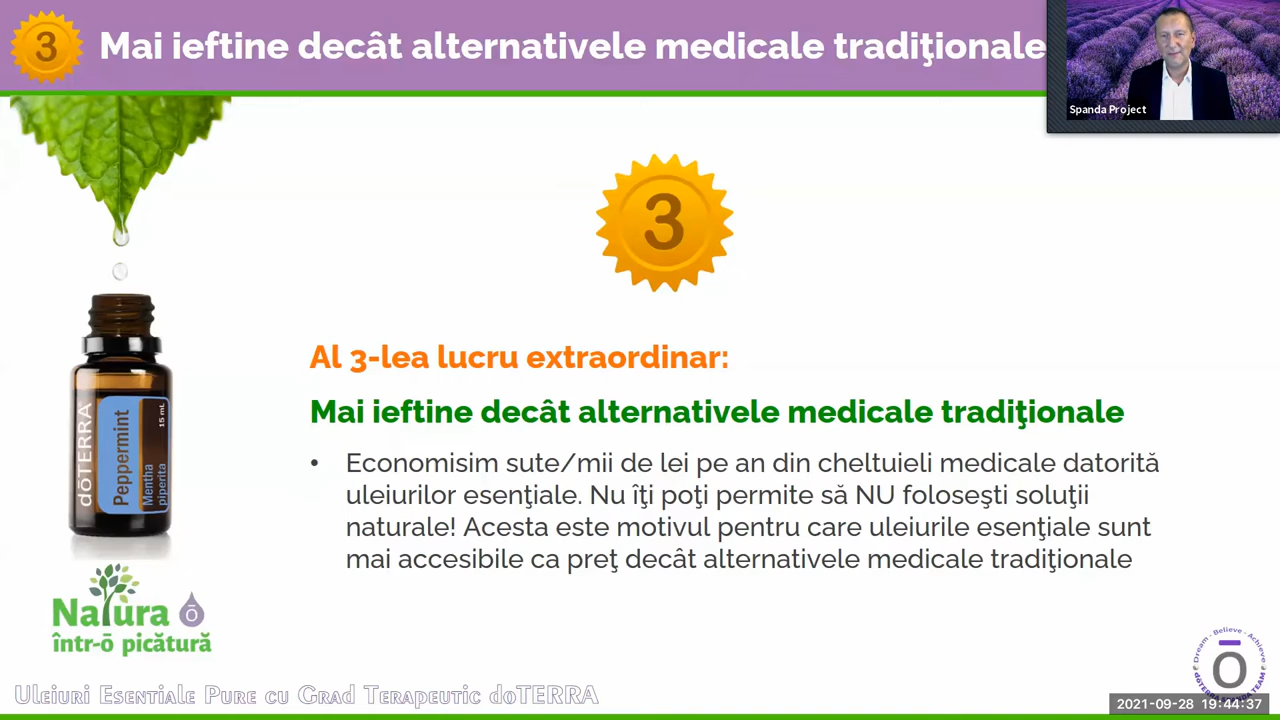 3
Mai ieftine decât alternativele medicale tradiţionale
Spanda Project
3
Al 3-lea lucru extraordinar:
Mai ieftine decât alternativele medicale tradiţionale
• Economisim sute/mii de lei pe an din cheltuieli medicale datorită
uleiurilor esenţiale. Nu îţi poţi permite să NU foloseşti soluţii
naturale! Acesta este motivul pentru care uleiurile esenţiale sunt
mai accesibile ca preţ decât alternativele medicale tradiţionale
dōTERRA
Peppermint
Mentha
piperita
15 mL
Natura ō
într-ō picătură
Uleiuri Esentiale Pure cu Grad Terapeutic doTERRA
Dream - Believe - Achieve
ō
dōTERRA SPANDA TEAM
2021-09-28 19:44:37